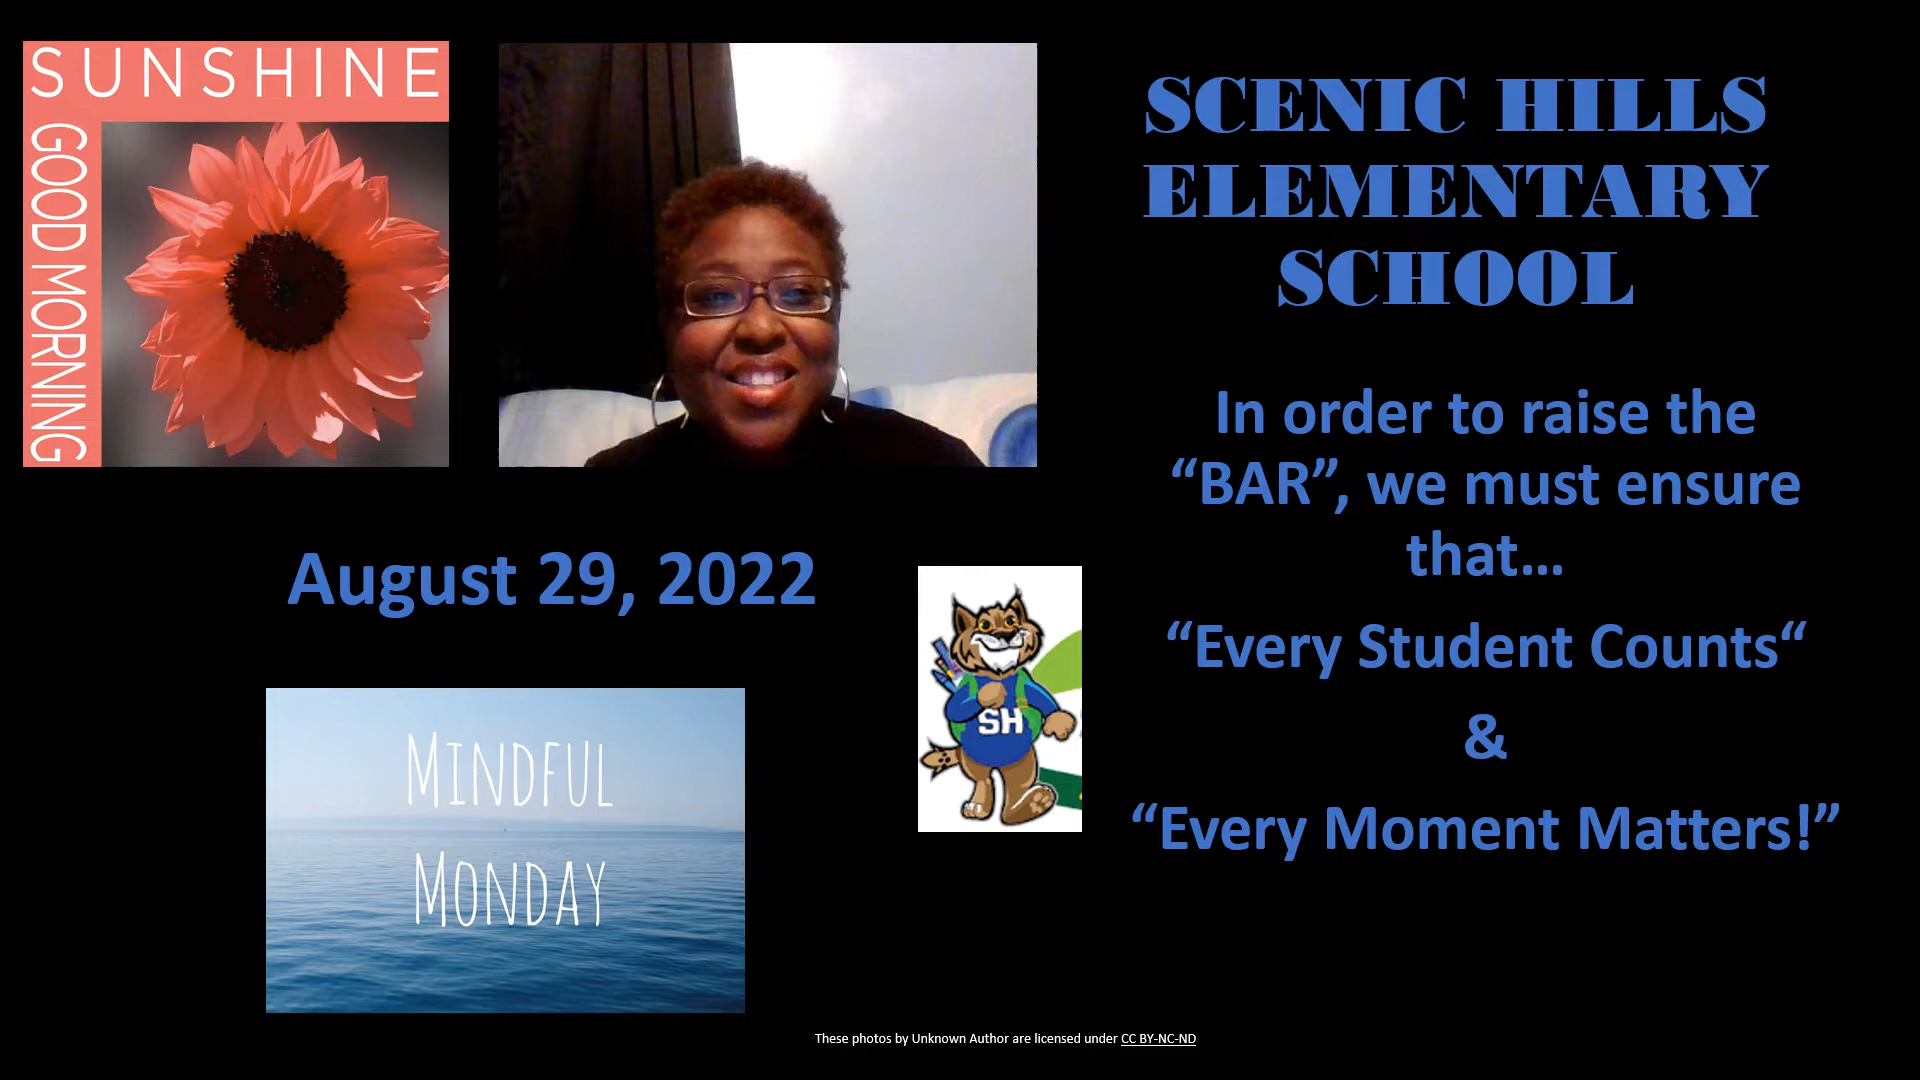 SUNSHINE
GOOD MORNING
SCENIC HILLS
ELEMENTARY
SCHOOL
In order to raise the
“BAR”, we must ensure
that…
“Every Student Counts“
&
“Every Moment Matters!”
August 29, 2022
SH
MINDFUL
MONDAY
These photos by Unknown Author are licensed under CC BY-NC-ND